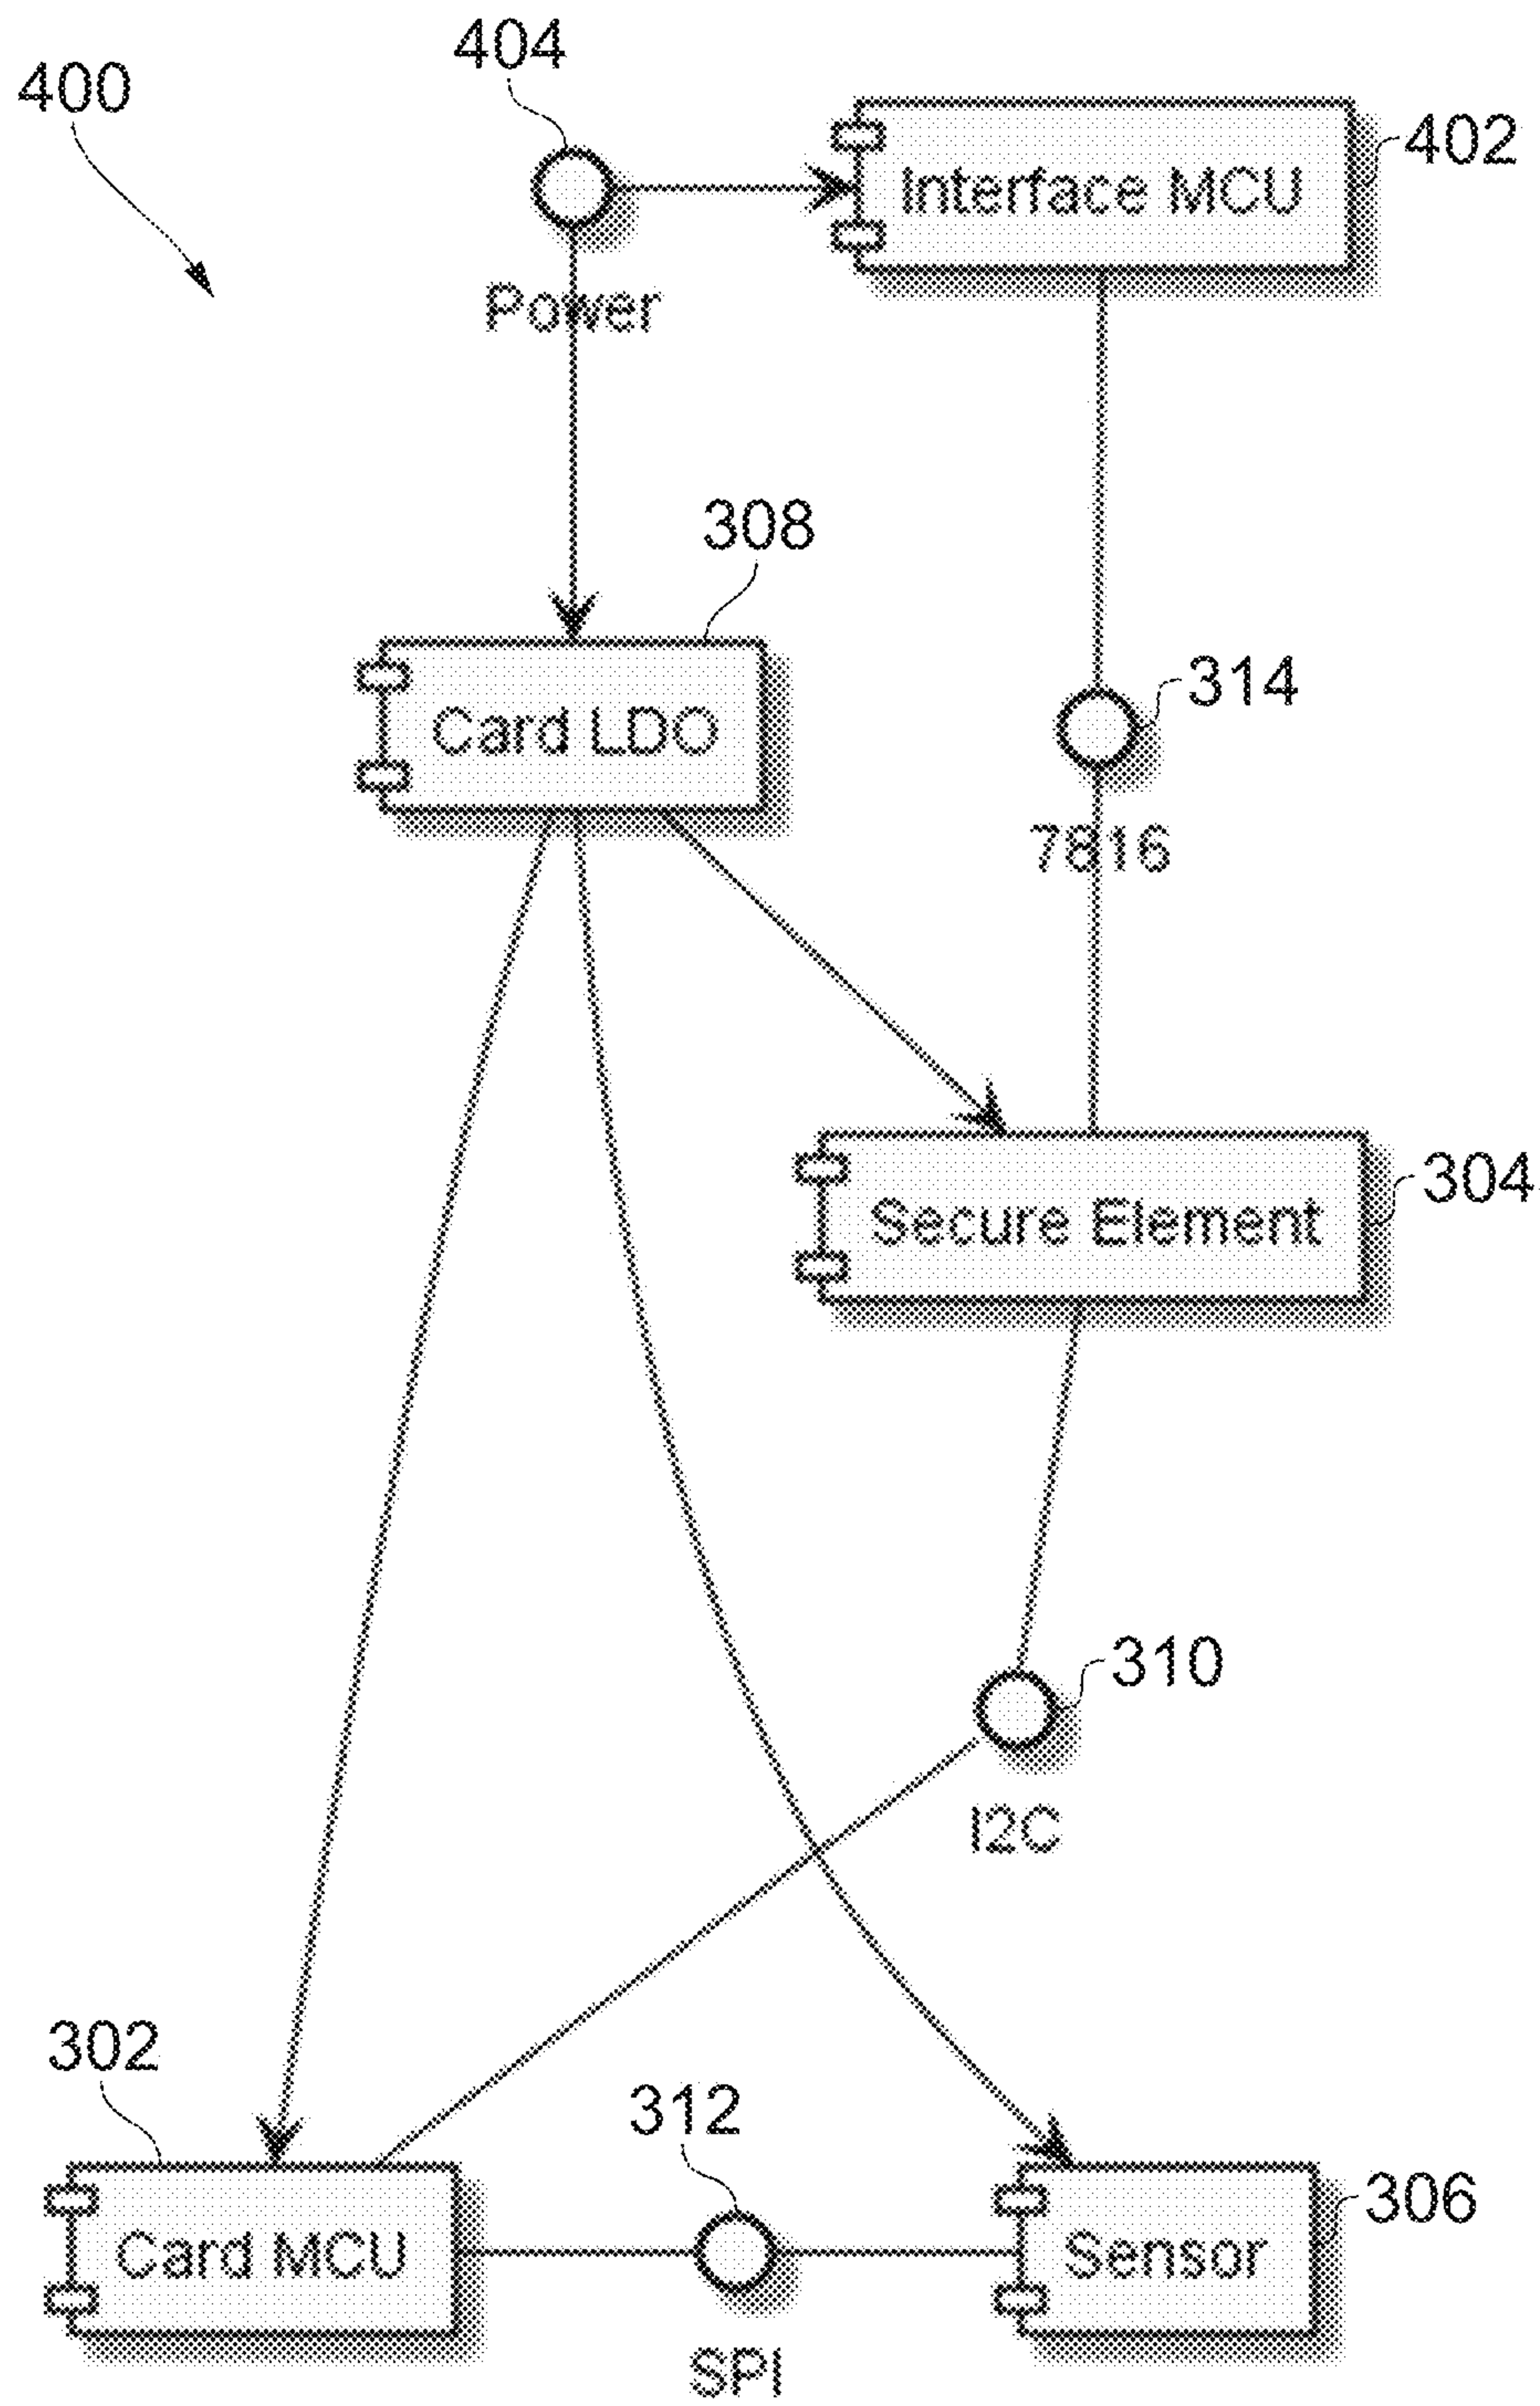 404
400
402
Interface MCU
Power
308
314
Card LDO
7816
304
Secure Element
310
I2C
302
312
306
Card MCU
Sensor
SPI